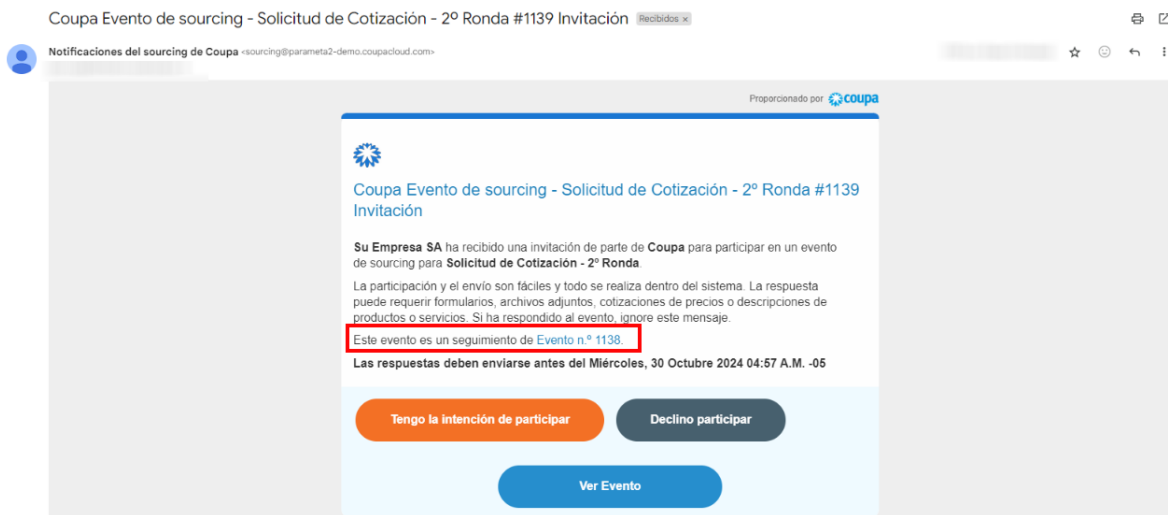 Coupa Evento de sourcing - Solicitud de Cotización - 2º Ronda #1139 Invitación Recibidos x
Notificaciones del sourcing de Coupa <sourcing@parameta2-demo.coupacloud.com>
Proporcionado por coupa
Coupa Evento de sourcing - Solicitud de Cotización - 2º Ronda #1139
Invitación
Su Empresa SA ha recibido una invitación de parte de Coupa para participar en un evento
de sourcing para Solicitud de Cotización - 2º Ronda.
La participación y el envío son fáciles y todo se realiza dentro del sistema. La respuesta
puede requerir formularios, archivos adjuntos, cotizaciones de precios o descripciones de
productos o servicios. Si ha respondido al evento, ignore este mensaje.
Este evento es un seguimiento de Evento n.º 1138.
Las respuestas deben enviarse antes del Miércoles, 30 Octubre 2024 04:57 A.M. -05
Tengo la intención de participar Declino participar
Ver Evento